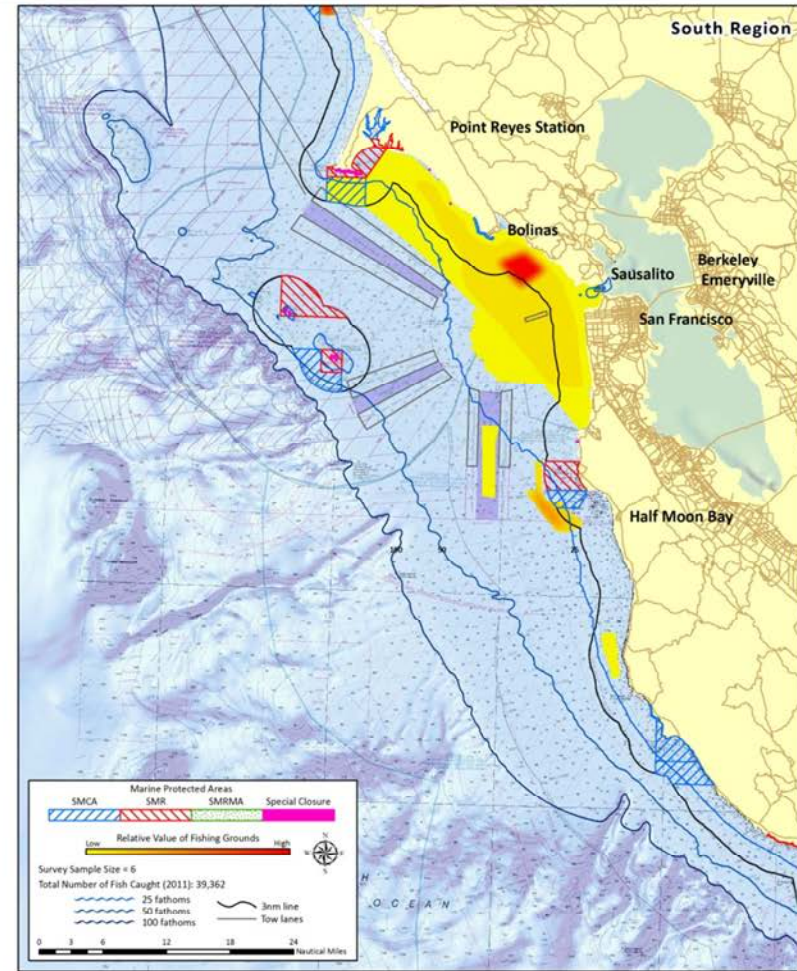 South Region
Point Reyes Station
Bolinas
Berkeley
Sausalito
Emeryville
San Francisco
Half Moon Bay
100
50
25
Marine Protected Areas
SMCA SMR SMRMA Special Closure
Relative Value of Fishing Grounds
Low High
N
W E
S
Survey Sample Size = 6
Total Number of Fish Caught (2011): 39,362
25 fathoms 3nm line
50 fathoms Tow lanes
100 fathoms
H
OCEAN
0 3 6 12 18 24
Nautical Miles